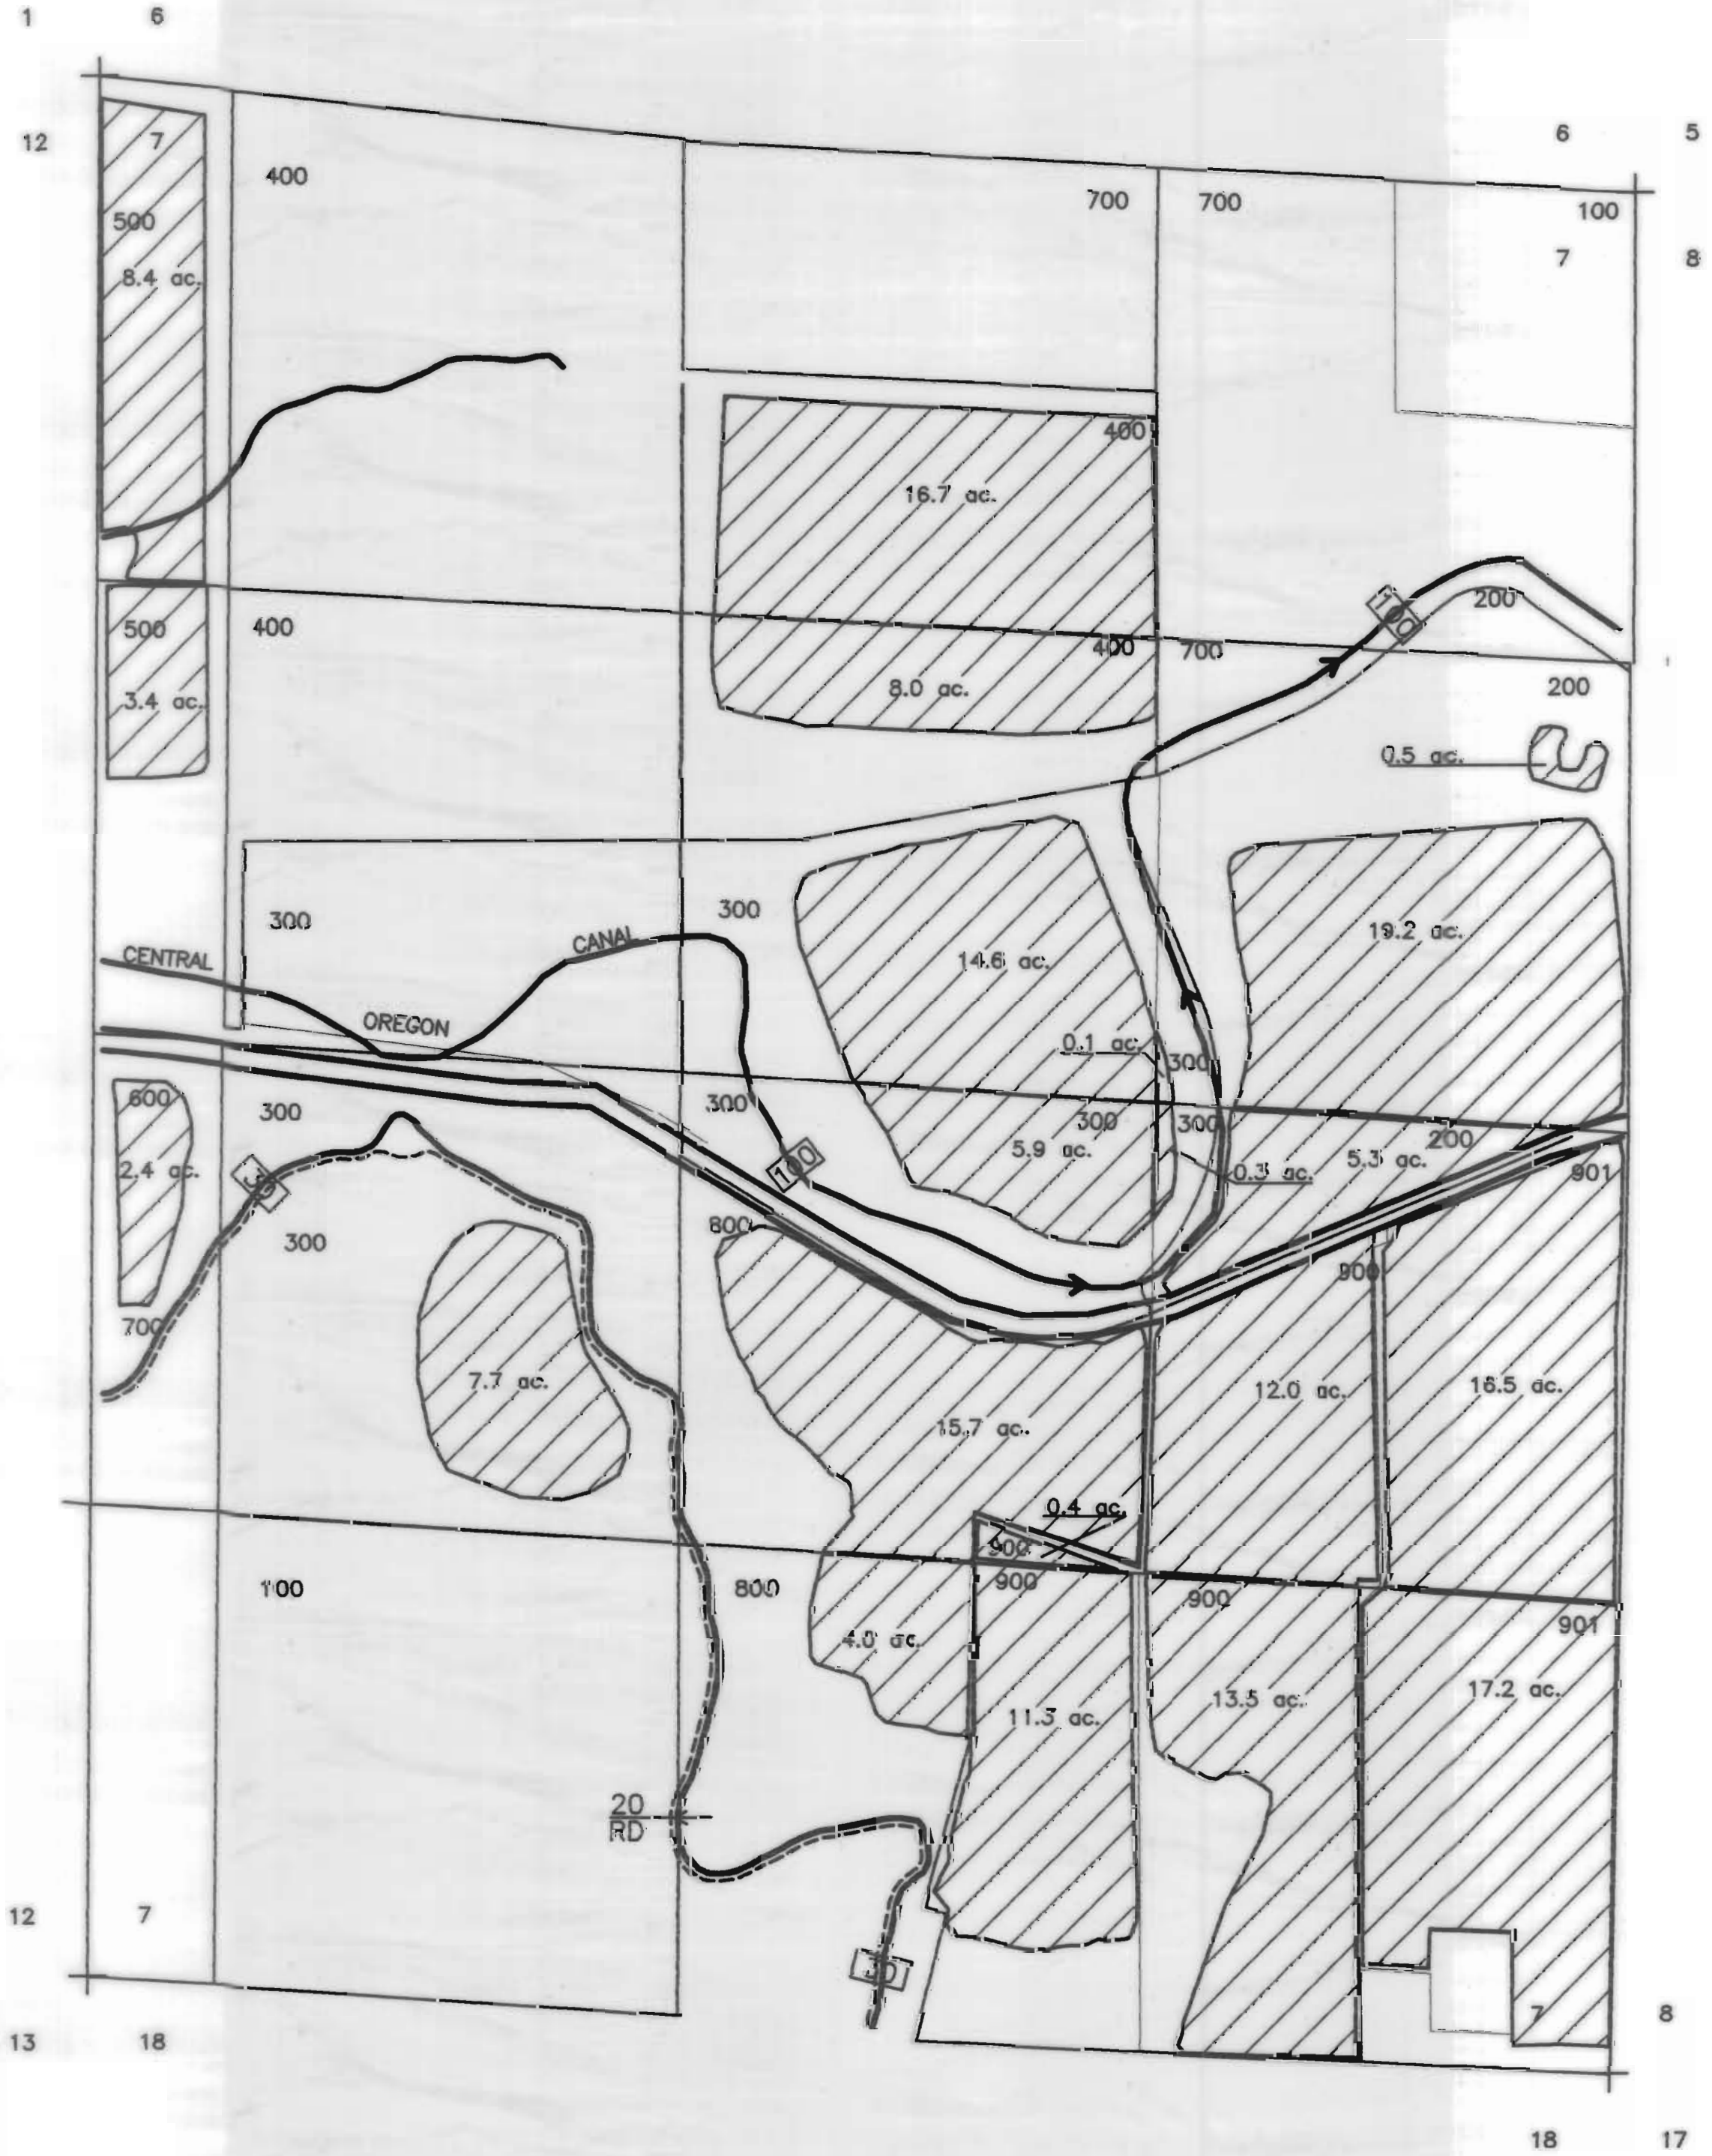 1 6
12 7 6 5
400 700 700 100
500 7 8
8.4 ac.
400
16.7 ac.
100
200
500 400 400 700
3.4 ac. 8.0 ac. 200
0.5 ac.
300 300
19.2 ac.
CENTRAL CANAL 14.6 ac.
OREGON
0.1 ac. 300
600 300 300 300 300
200
2.4 ac. 100 5.9 ac. 0.3 ac. 5.3 ac. 901
300 800
900
700
7.7 ac. 12.0 ac. 16.5 ac.
15.7 ac.
0.4 ac.
900
100 800 900 900
901
4.0 ac.
11.3 ac. 13.5 ac. 17.2 ac.
20
RD
12 7
7 8
13 18
18 17